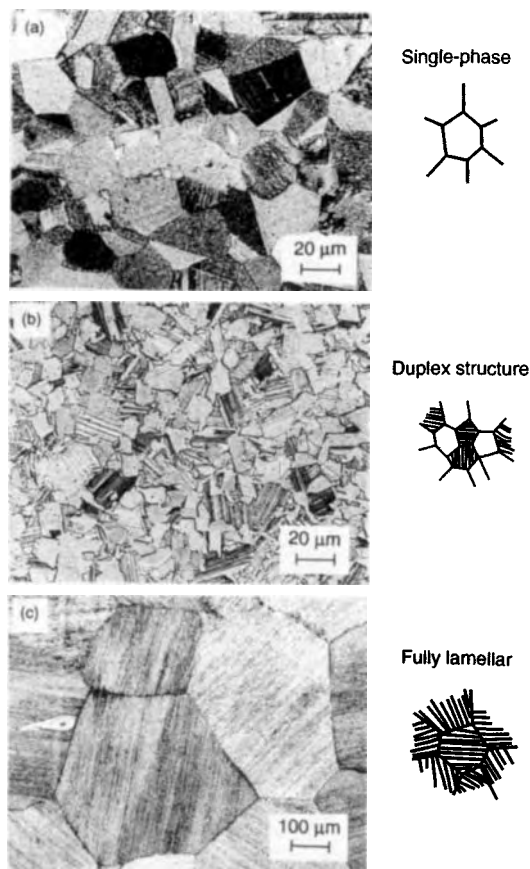 (a)
Single-phase
20 μm
(b)
Duplex structure
20 μm
(c)
Fully lamellar
100 μm